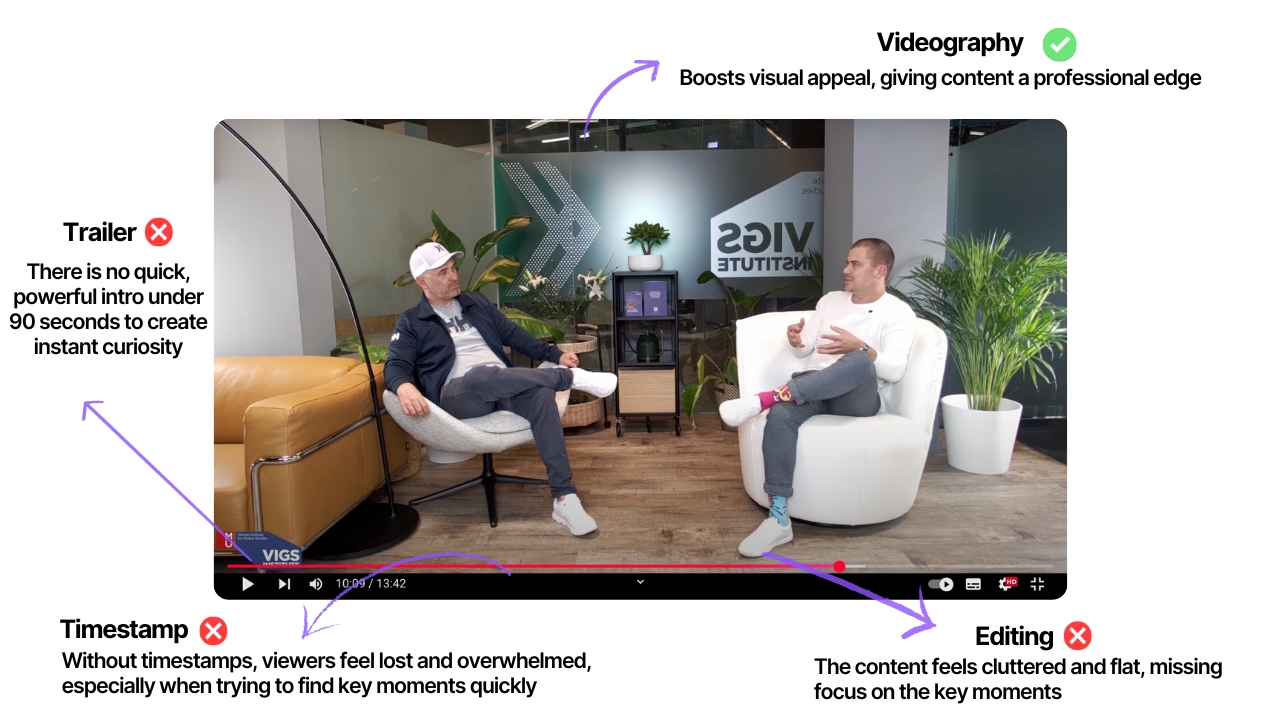 Videography
Boosts visual appeal, giving content a professional edge
Trailer
There is no quick,
powerful intro under
90 seconds to create
instant curiosity
VIGS
INSTITUTE
MU
VIGS
INSTITUTE
10:09 / 13:42
HD
Timestamp
Without timestamps, viewers feel lost and overwhelmed,
especially when trying to find key moments quickly
Editing
The content feels cluttered and flat, missing
focus on the key moments